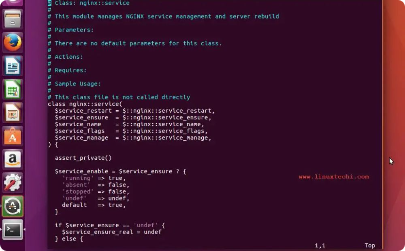 # Class: nginx::service
#
# This module manages NGINX service management and server rebuild
#
# Parameters:
#
# There are no default parameters for this class.
#
# Actions:
#
# Requires:
#
# Sample Usage:
#
# This class file is not called directly
class nginx::service(
  $service_restart = $::nginx::service_restart,
  $service_ensure  = $::nginx::service_ensure,
  $service_name    = $::nginx::service_name,
  $service_flags   = $::nginx::service_flags,
  $service_manage  = $::nginx::service_manage,
) {

  assert_private()

  $service_enable = $service_ensure ? {
    'running' => true,
    'absent'  => false,
    'stopped' => false,
    'undef'   => undef,
    default   => true,
  }
www.linuxtechi.com

  if $service_ensure == 'undef' {
    $service_ensure_real = undef
  } else {
1,1 Top